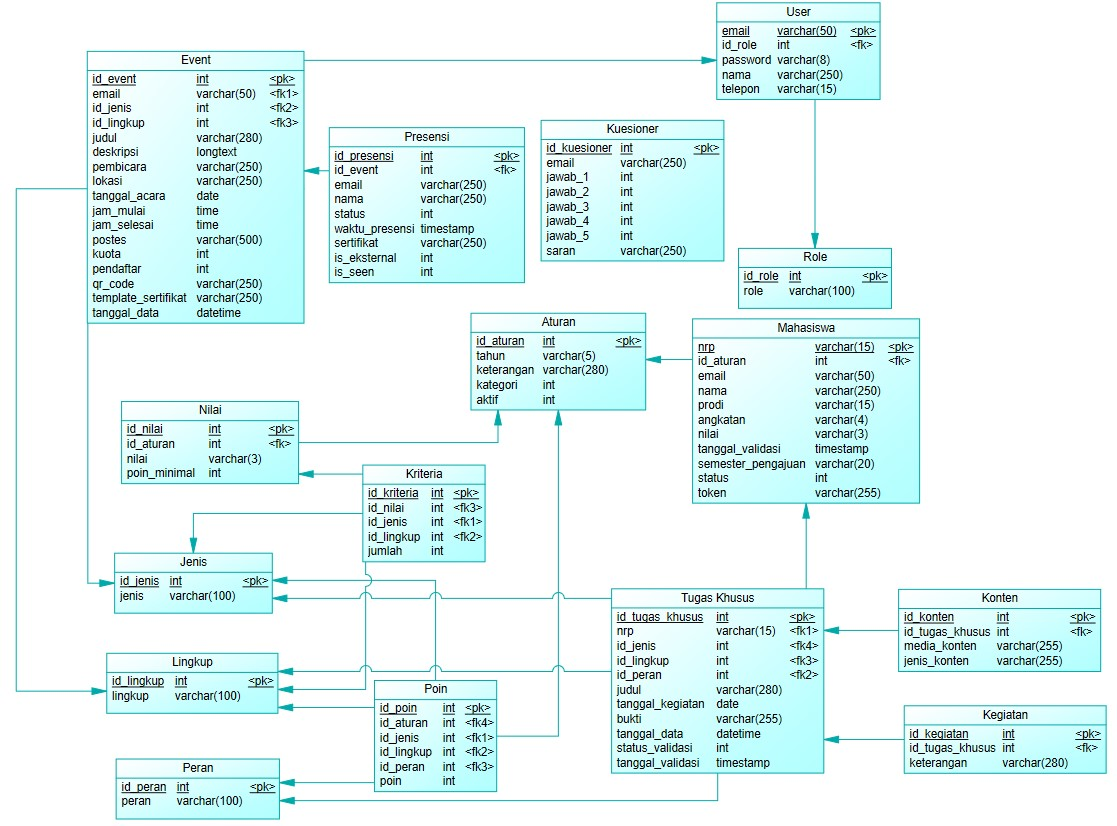 User
email varchar(50) <pk>
id_role int <fk>
password varchar(8)
nama varchar(250)
telepon varchar(15)
Event
id_event int <pk>
email varchar(50) <fk1>
id_jenis int <fk2>
id_lingkup int <fk3>
judul varchar(280)
deskripsi longtext
pembicara varchar(250)
lokasi varchar(250)
tanggal_acara date
jam_mulai time
jam_selesai time
postes varchar(500)
kuota int
pendaftar int
qr_code varchar(250)
template_sertifikat varchar(250)
tanggal_data datetime
Presensi
id_presensi int <pk>
id_event int <fk>
email varchar(250)
nama varchar(250)
status int
waktu_presensi timestamp
sertifikat varchar(250)
is_eksternal int
is_seen int
Kuesioner
id_kuesioner int <pk>
email varchar(250)
jawab_1 int
jawab_2 int
jawab_3 int
jawab_4 int
jawab_5 int
saran varchar(250)
Role
id_role int <pk>
role varchar(100)
Aturan
id_aturan int <pk>
tahun varchar(5)
keterangan varchar(280)
kategori int
aktif int
Mahasiswa
nrp varchar(15) <pk>
id_aturan int <fk>
email varchar(50)
nama varchar(250)
prodi varchar(15)
angkatan varchar(4)
nilai varchar(3)
tanggal_validasi timestamp
semester_pengajuan varchar(20)
status int
token varchar(255)
Nilai
id_nilai int <pk>
id_aturan int <fk>
nilai varchar(3)
poin_minimal int
Kriteria
id_kriteria int <pk>
id_nilai int <fk3>
id_jenis int <fk1>
id_lingkup int <fk2>
jumlah int
Jenis
id_jenis int <pk>
jenis varchar(100)
Tugas Khusus
id_tugas_khusus int <pk>
nrp varchar(15) <fk1>
id_jenis int <fk4>
id_lingkup int <fk3>
id_peran int <fk2>
judul varchar(280)
tanggal_kegiatan date
bukti varchar(255)
tanggal_data datetime
status_validasi int
tanggal_validasi timestamp
Konten
id_konten int <pk>
id_tugas_khusus int <fk>
media_konten varchar(255)
jenis_konten varchar(255)
Lingkup
id_lingkup int <pk>
lingkup varchar(100)
Poin
id_poin int <pk>
id_aturan int <fk4>
id_jenis int <fk1>
id_lingkup int <fk2>
id_peran int <fk3>
poin int
Kegiatan
id_kegiatan int <pk>
id_tugas_khusus int <fk>
keterangan varchar(280)
Peran
id_peran int <pk>
peran varchar(100)